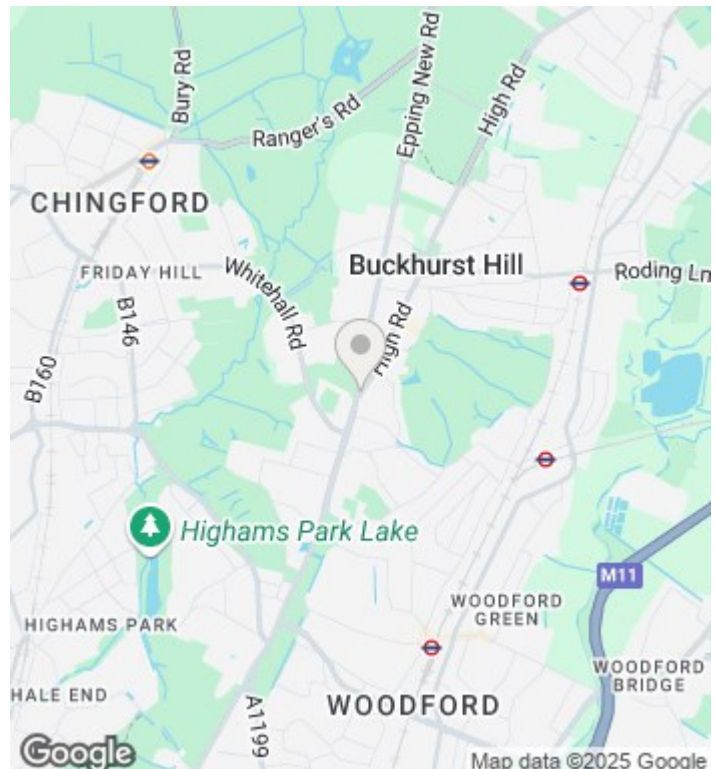 Bury Rd
Epping New Rd
High Rd
Ranger's Rd
CHINGFORD
FRIDAY HILL
Whitehall Rd
Buckhurst Hill
Roding Ln
B146
B160
High Rd
Highams Park Lake
M11
HIGHAMS PARK
WOODFORD
GREEN
HALE END
A1199
WOODFORD
WOODFORD
BRIDGE
Google
Map data ©2025 Google